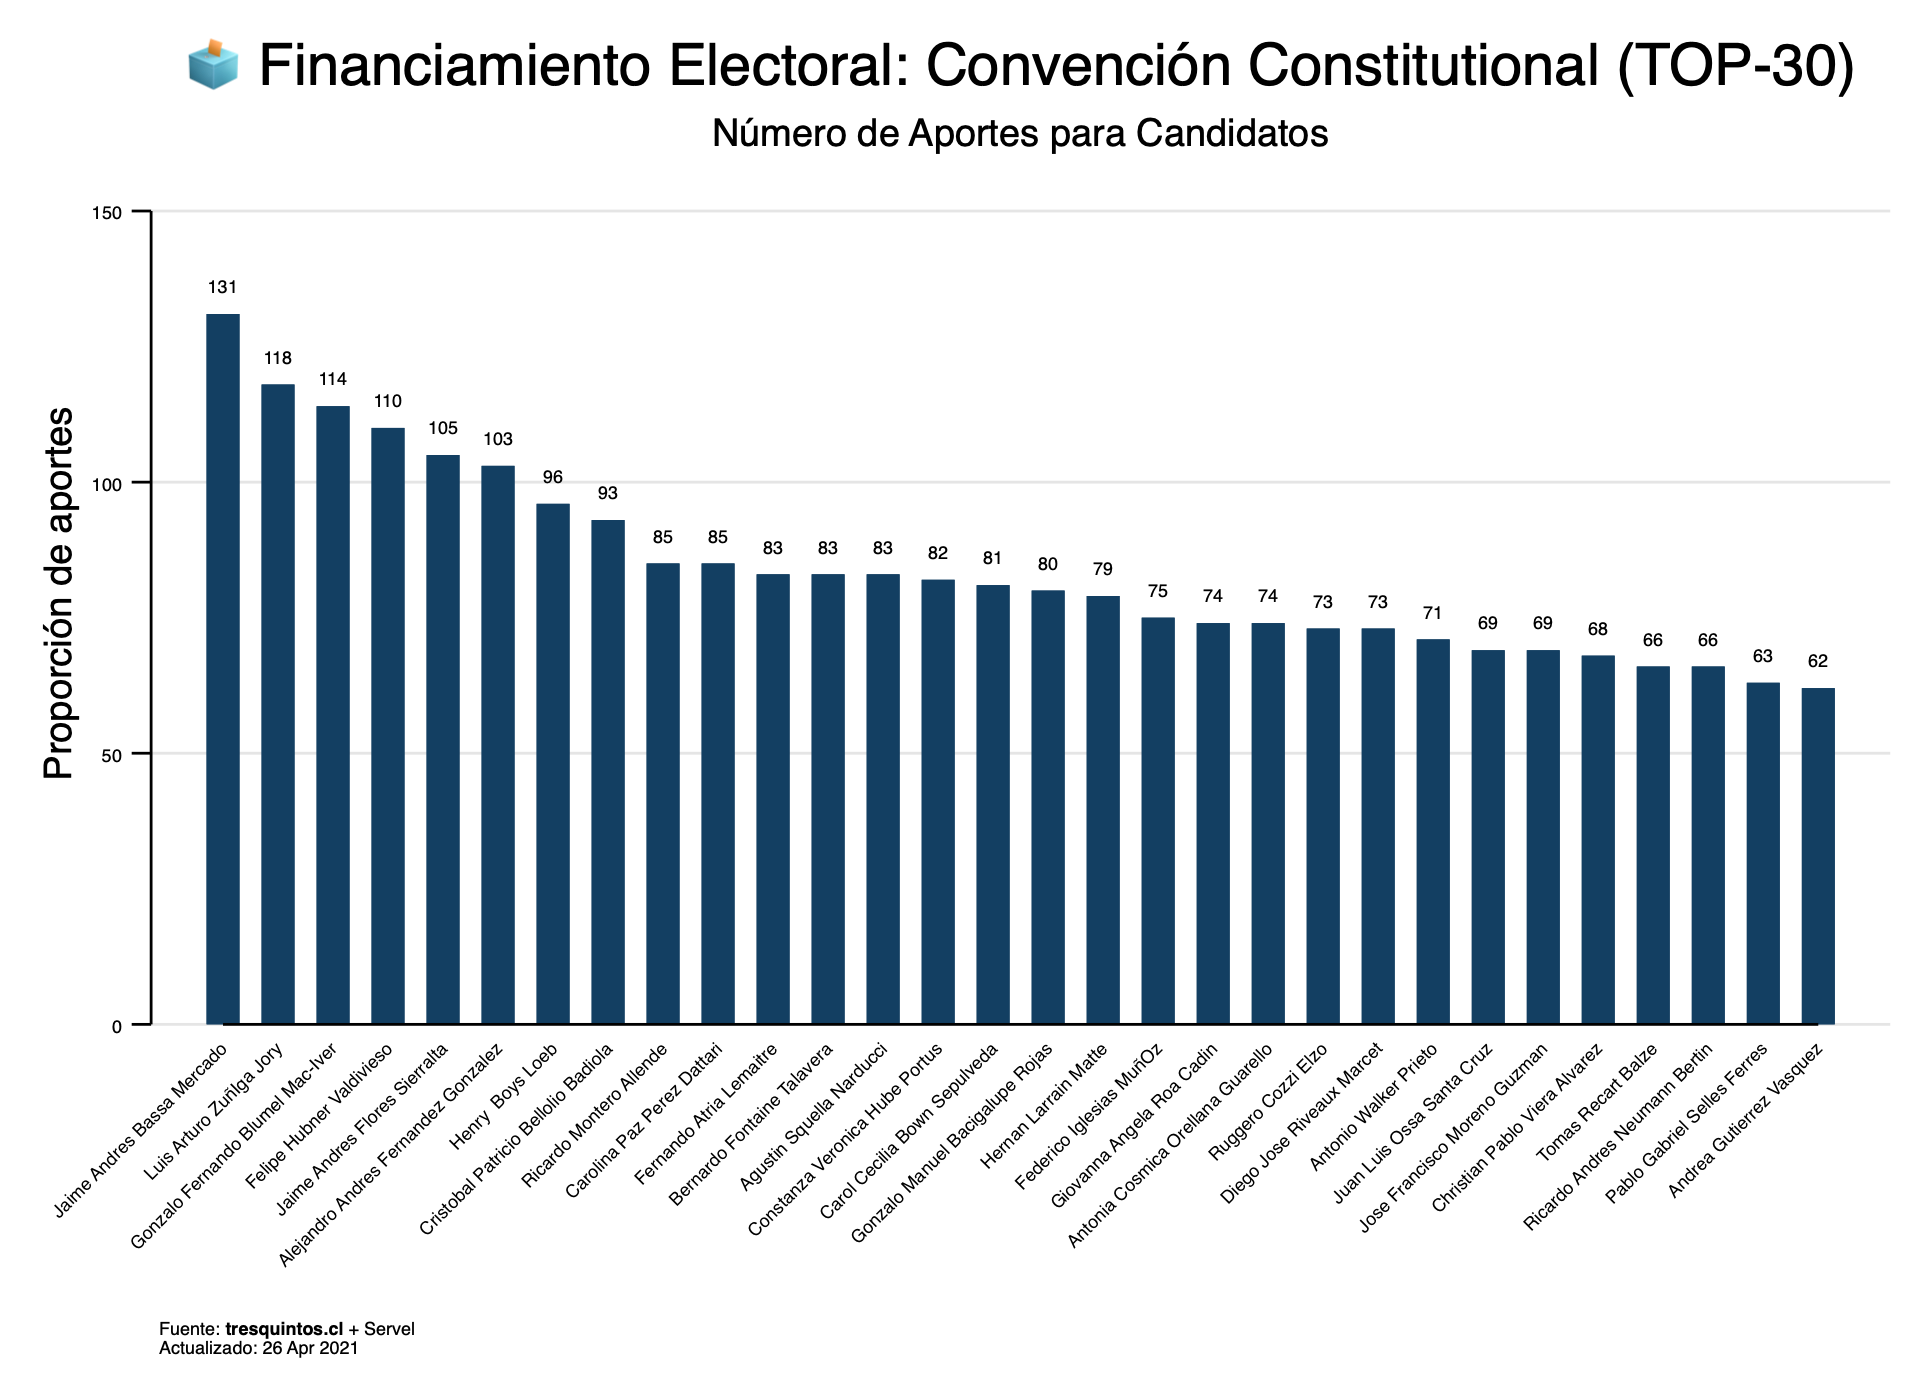 Financiamiento Electoral: Convención Constitutional (TOP-30)
Número de Aportes para Candidatos
Proporción de aportes
150
100
50
0
131
118
114
110
105
103
96
93
85
85
83
83
83
82
81
80
79
75
74
74
73
73
71
69
69
68
66
66
63
62
Jaime Andres Bassa Mercado
Luis Arturo Zuñlga Jory
Gonzalo Fernando Blumel Mac-Iver
Felipe Hubner Valdivieso
Jaime Andres Flores Sierralta
Alejandro Andres Fernandez Gonzalez
Henry  Boys Loeb
Cristobal Patricio Bellolio Badiola
Ricardo Montero Allende
Carolina Paz Perez Dattari
Fernando Atria Lemaitre
Bernardo Fontaine Talavera
Agustin Squella Narducci
Constanza Veronica Hube Portus
Carol Cecilia Bown Sepulveda
Gonzalo Manuel Bacigalupe Rojas
Hernan Larrain Matte
Federico Iglesias MuñOz
Giovanna Angela Roa Cadin
Antonia Cosmica Orellana Guarello
Ruggero Cozzi Elzo
Diego Jose Riveaux Marcet
Antonio Walker Prieto
Juan Luis Ossa Santa Cruz
Jose Francisco Moreno Guzman
Christian Pablo Viera Alvarez
Tomas Recart Balze
Ricardo Andres Neumann Bertin
Pablo Gabriel Selles Ferres
Andrea Gutierrez Vasquez
Fuente: tresquintos.cl + Servel
Actualizado: 26 Apr 2021